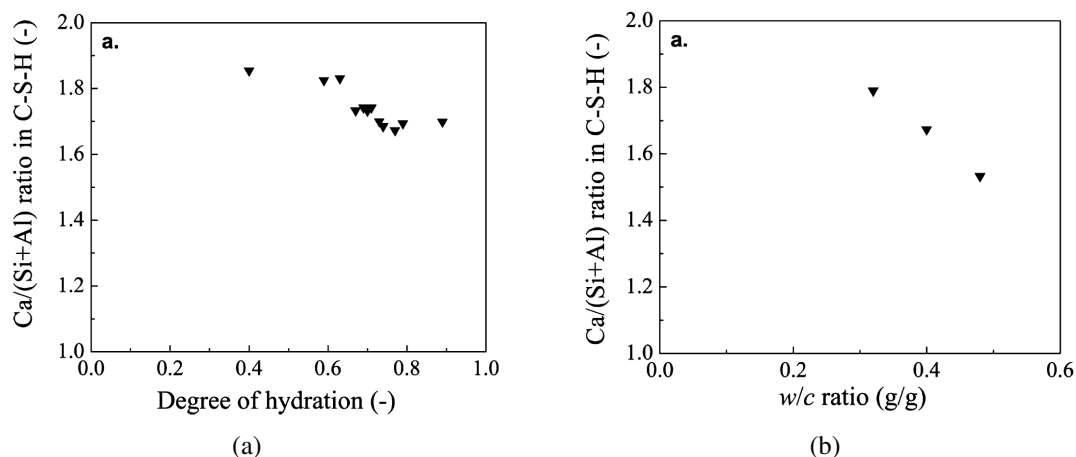 a.
Ca/(Si+Al) ratio in C-S-H (-)
2.0
1.8
1.6
1.4
1.2
1.0
0.0 0.2 0.4 0.6 0.8 1.0
Degree of hydration (-)
(a)
a.
Ca/(Si+Al) ratio in C-S-H (-)
2.0
1.8
1.6
1.4
1.2
1.0
0.0 0.2 0.4 0.6
w/c ratio (g/g)
(b)